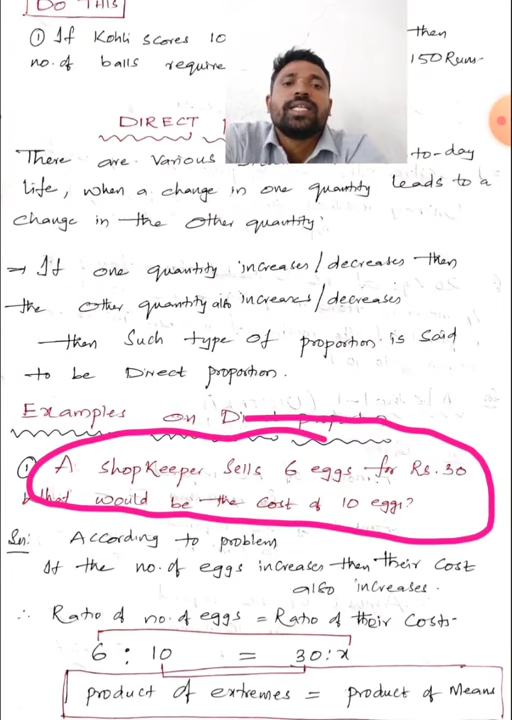 DO THIS
① If Kohli scores 10 then
no. of balls require 150 Runs.
DIRECT
There are various to-day
life, when a change in one quantity leads to a
change in the other quantity.
→ If one quantity increases/decreases then
the other quantity also increases/decreases
then such type of proportion is said
to be Direct proportion.
Examples on Direct proportion
① A shopkeeper sells 6 eggs for Rs. 30
What would be the cost of 10 eggs?
Sn: According to problem
If the no. of eggs increases then their cost
also increases.
∴ Ratio of no. of eggs = Ratio of their costs.
6 : 10 = 30 : x
product of extremes = product of Means